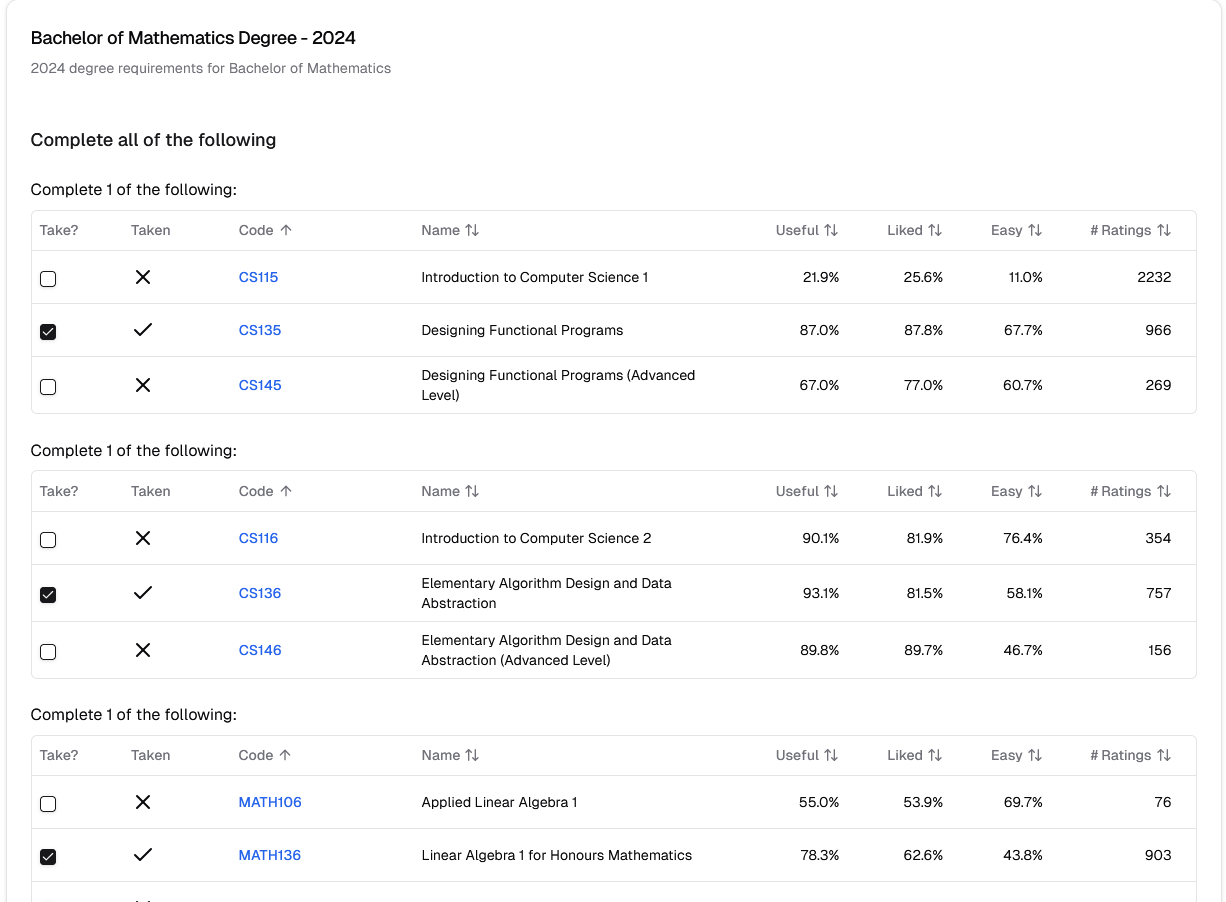 Bachelor of Mathematics Degree - 2024
2024 degree requirements for Bachelor of Mathematics
Complete all of the following
Complete 1 of the following:
Take? Taken Code ↑ Name ↑↓ Useful ↑↓ Liked ↑↓ Easy ↑↓ # Ratings ↑↓
CS115 Introduction to Computer Science 1 21.9% 25.6% 11.0% 2232
CS135 Designing Functional Programs 87.0% 87.8% 67.7% 966
CS145 Designing Functional Programs (Advanced
Level) 67.0% 77.0% 60.7% 269
Complete 1 of the following:
Take? Taken Code ↑ Name ↑↓ Useful ↑↓ Liked ↑↓ Easy ↑↓ # Ratings ↑↓
CS116 Introduction to Computer Science 2 90.1% 81.9% 76.4% 354
CS136 Elementary Algorithm Design and Data
Abstraction 93.1% 81.5% 58.1% 757
CS146 Elementary Algorithm Design and Data
Abstraction (Advanced Level) 89.8% 89.7% 46.7% 156
Complete 1 of the following:
Take? Taken Code ↑ Name ↑↓ Useful ↑↓ Liked ↑↓ Easy ↑↓ # Ratings ↑↓
MATH106 Applied Linear Algebra 1 55.0% 53.9% 69.7% 76
MATH136 Linear Algebra 1 for Honours Mathematics 78.3% 62.6% 43.8% 903